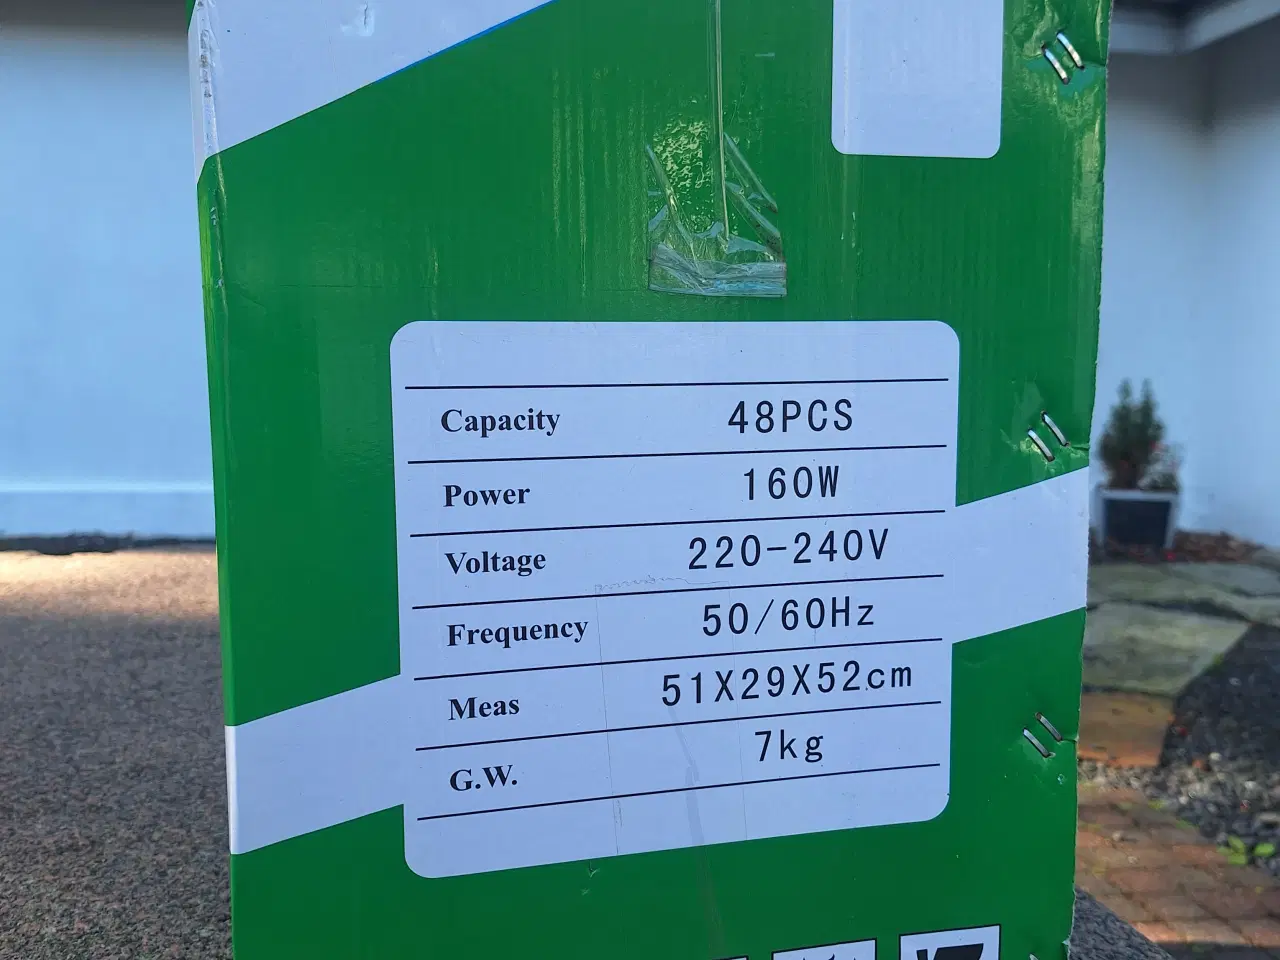 Capacity 48PCS
Power 160W
Voltage 220-240V
Frequency 50/60Hz
Meas 51X29X52cm
G.W. 7kg